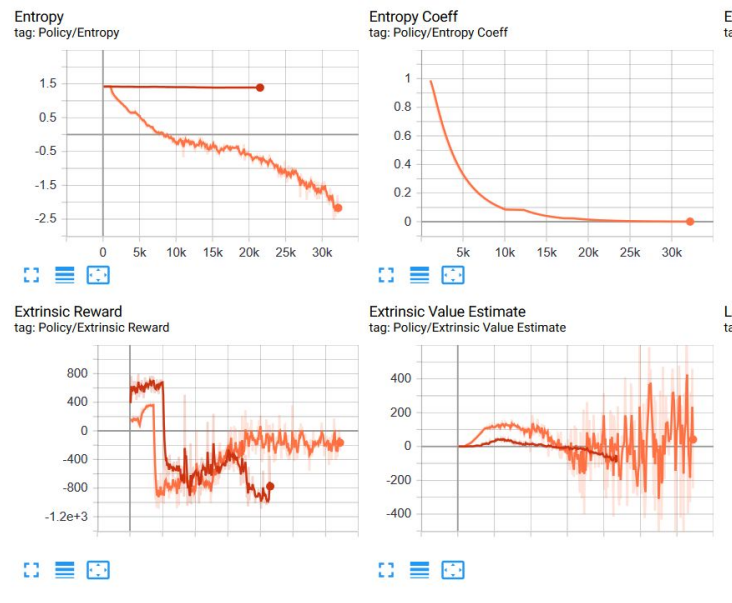 Entropy
tag: Policy/Entropy
1.5
0.5
-0.5
-1.5
-2.5
0 5k 10k 15k 20k 25k 30k
Entropy Coeff
tag: Policy/Entropy Coeff
1
0.8
0.6
0.4
0.2
0
5k 10k 15k 20k 25k 30k
E
ta
Extrinsic Reward
tag: Policy/Extrinsic Reward
800
400
0
-400
-800
-1.2e+3
Extrinsic Value Estimate
tag: Policy/Extrinsic Value Estimate
400
200
0
-200
-400
L
ta